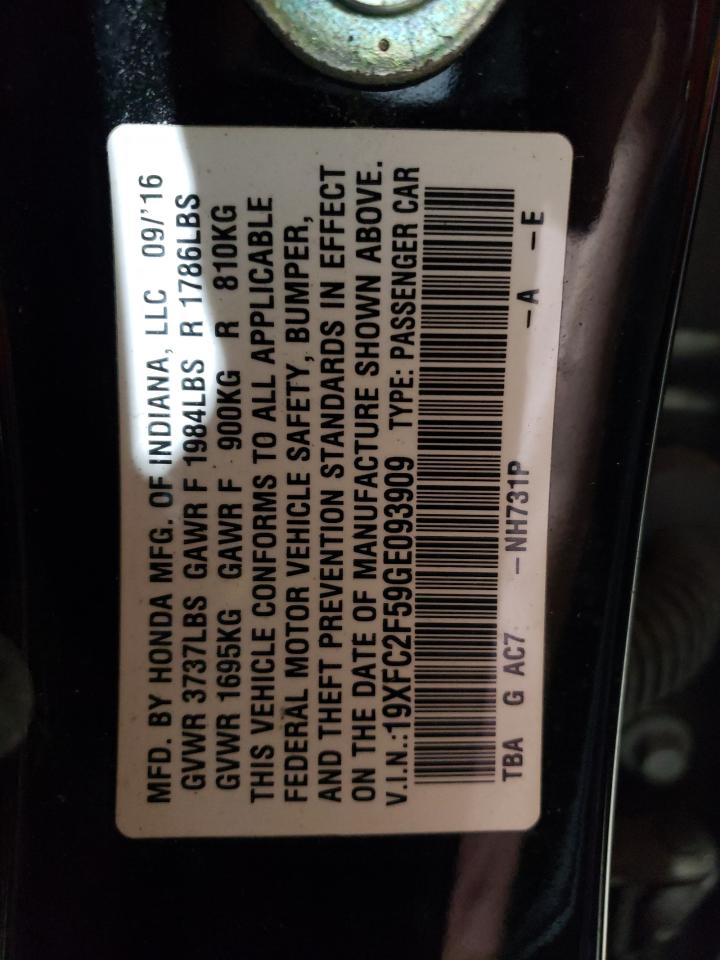 MFD. BY HONDA MFG. OF INDIANA, LLC 09/'16
GVWR 3737LBS GAWR F 1984LBS R 1786LBS
GVWR 1695KG GAWR F 900KG R 810KG
THIS VEHICLE CONFORMS TO ALL APPLICABLE
FEDERAL MOTOR VEHICLE SAFETY, BUMPER,
AND THEFT PREVENTION STANDARDS IN EFFECT
ON THE DATE OF MANUFACTURE SHOWN ABOVE.
V.I.N.:19XFC2F59GE093909 TYPE: PASSENGER CAR
TBA G AC7 –NH731P –A –E